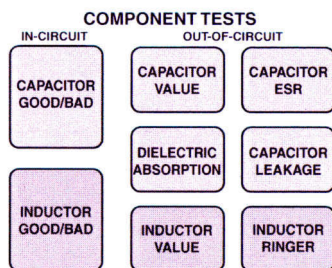 COMPONENT TESTS
IN-CIRCUIT
OUT-OF-CIRCUIT
CAPACITOR
GOOD/BAD
CAPACITOR
VALUE
CAPACITOR
ESR
DIELECTRIC
ABSORPTION
CAPACITOR
LEAKAGE
INDUCTOR
GOOD/BAD
INDUCTOR
VALUE
INDUCTOR
RINGER